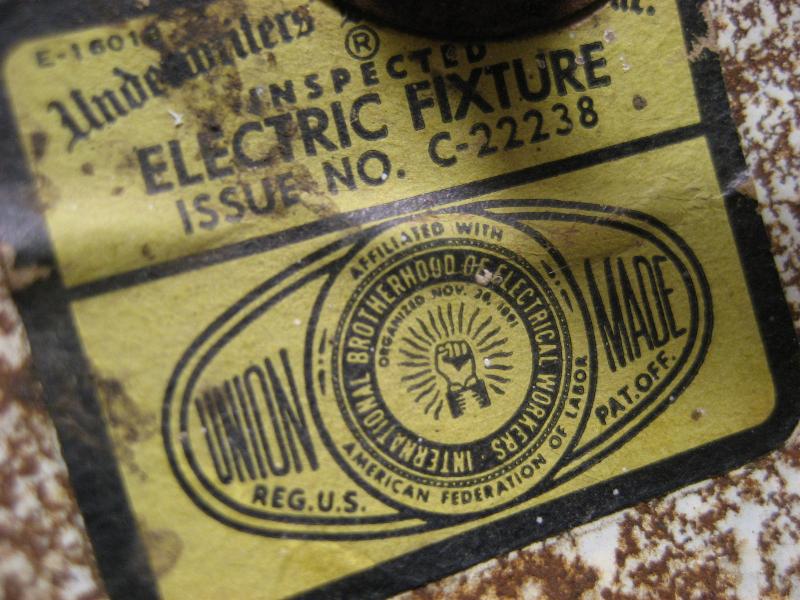 E-1601
Underwriters
®
INSPECTED
ELECTRIC FIXTURE
ISSUE NO. C-22238
AFFILIATED WITH
INTERNATIONAL BROTHERHOOD OF ELECTRICAL WORKERS
ORGANIZED NOV. 28, 1891
UNION
MADE
AMERICAN FEDERATION OF LABOR
REG.U.S.
PAT.OFF.